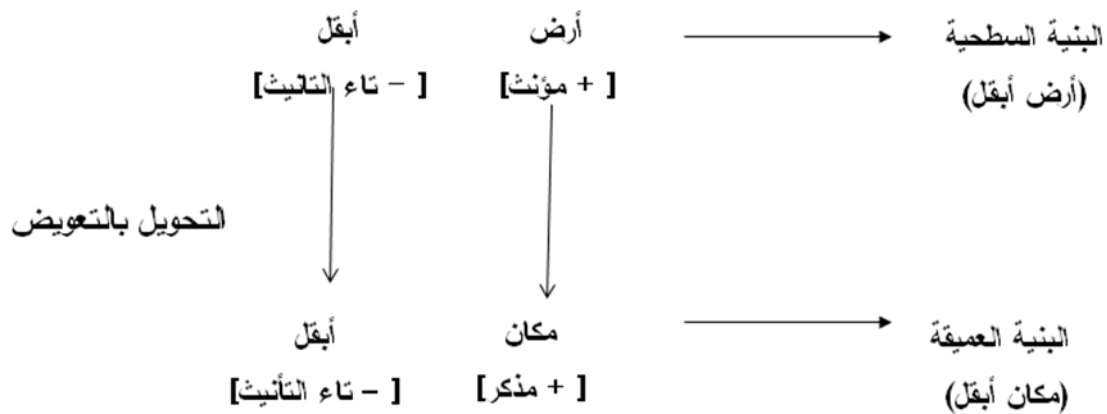 البنية السطحية أرض أبقل
(أرض أبقل) [ + مؤنث] [ – تاء التانيث]
التحويل بالتعويض
البنية العميقة مكان أبقل
(مكان أبقل) [ + مذكر] [ – تاء التأنيث]